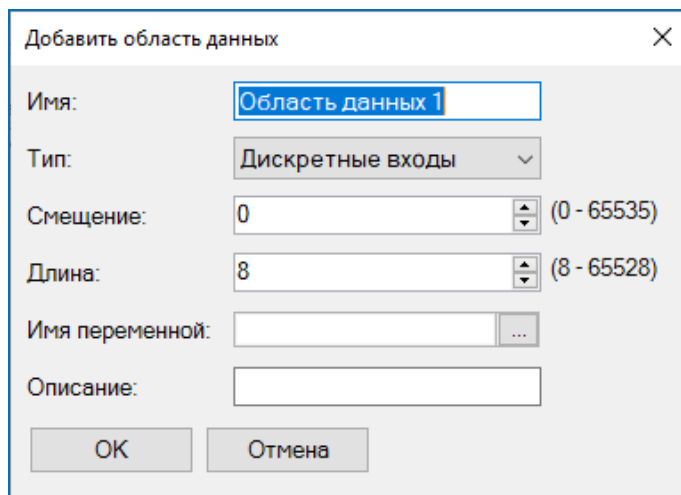 Добавить область данных
Имя: Область данных 1
Тип: Дискретные входы
Смещение: 0 (0 - 65535)
Длина: 8 (8 - 65528)
Имя переменной: ...
Описание:
OK Отмена